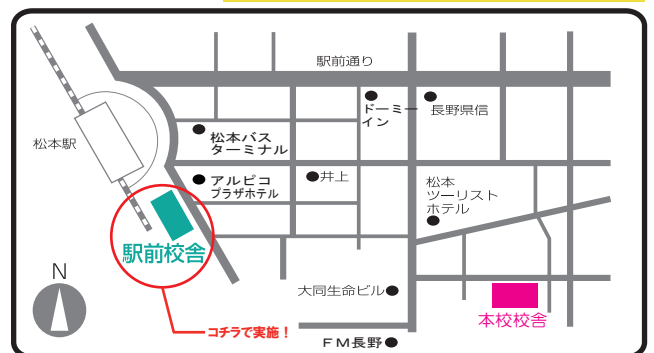 駅前通り
ドーミー
イン
長野県信
松本駅
松本バス
ターミナル
アルピコ
プラザホテル
井上
松本
ツーリスト
ホテル
駅前校舎
N
大同生命ビル
本校校舎
コチラで実施！
FM長野